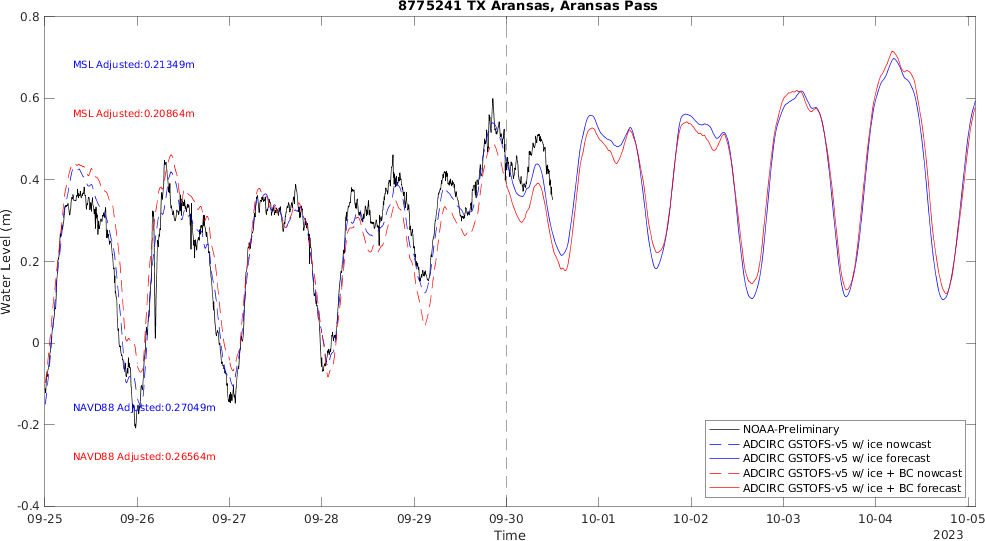 8775241 TX Aransas, Aransas Pass
0.8
0.6
0.4
0.2
0
-0.2
-0.4
Water Level (m)
MSL Adjusted:0.21349m
MSL Adjusted:0.20864m
NAVD88 Adjusted:0.27049m
NAVD88 Adjusted:0.26564m
NOAA-Preliminary
ADCIRC GSTOFS-v5 w/ ice nowcast
ADCIRC GSTOFS-v5 w/ ice forecast
ADCIRC GSTOFS-v5 w/ ice + BC nowcast
ADCIRC GSTOFS-v5 w/ ice + BC forecast
09-25 09-26 09-27 09-28 09-29 09-30 10-01 10-02 10-03 10-04 10-05
Time
2023